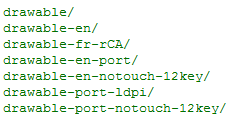 drawable/
drawable-en/
drawable-fr-rCA/
drawable-en-port/
drawable-en-notouch-12key/
drawable-port-ldpi/
drawable-port-notouch-12key/